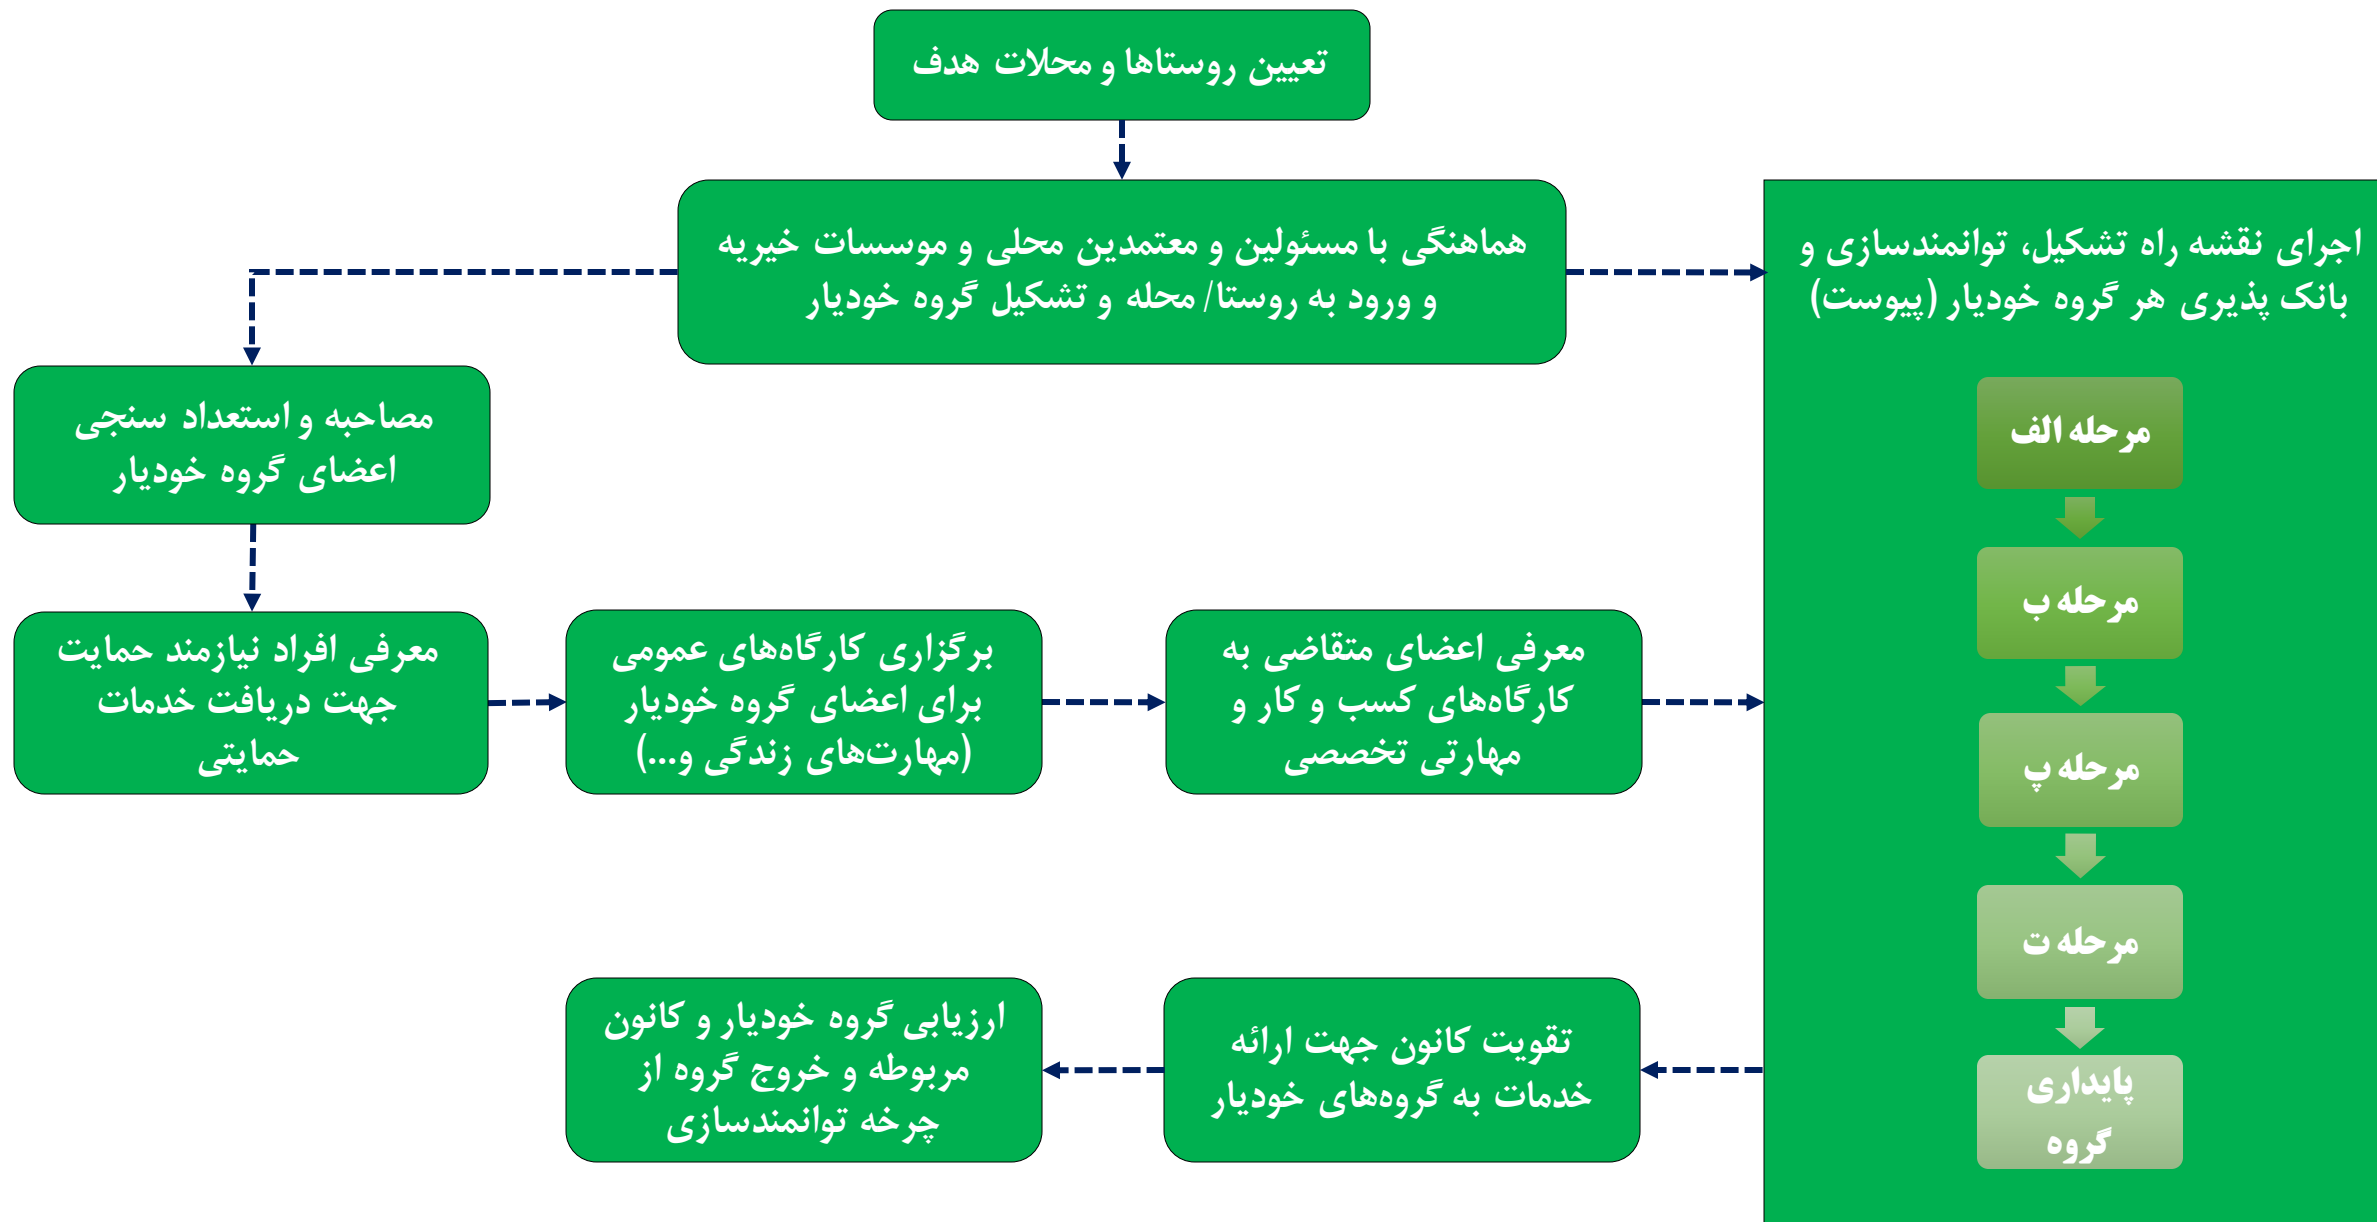 تعیین روستاها و محلات هدف
هماهنگی با مسئولین و معتمدین محلی و موسسات خیریه
و ورود به روستا/ محله و تشکیل گروه خودیار
مصاحبه و استعداد سنجی
اعضای گروه خودیار
معرفی افراد نیازمند حمایت
جهت دریافت خدمات
حمایتی
برگزاری کارگاه‌های عمومی
برای اعضای گروه خودیار
(مهارت‌های زندگی و...)
معرفی اعضای متقاضی به
کارگاه‌های کسب و کار و
مهارتی تخصصی
اجرای نقشه راه تشکیل، توانمندسازی و
بانک پذیری هر گروه خودیار (پیوست)
مرحله الف
مرحله ب
مرحله پ
مرحله ت
پایداری
گروه
تقویت کانون جهت ارائه
خدمات به گروه‌های خودیار
ارزیابی گروه خودیار و کانون
مربوطه و خروج گروه از
چرخه توانمندسازی